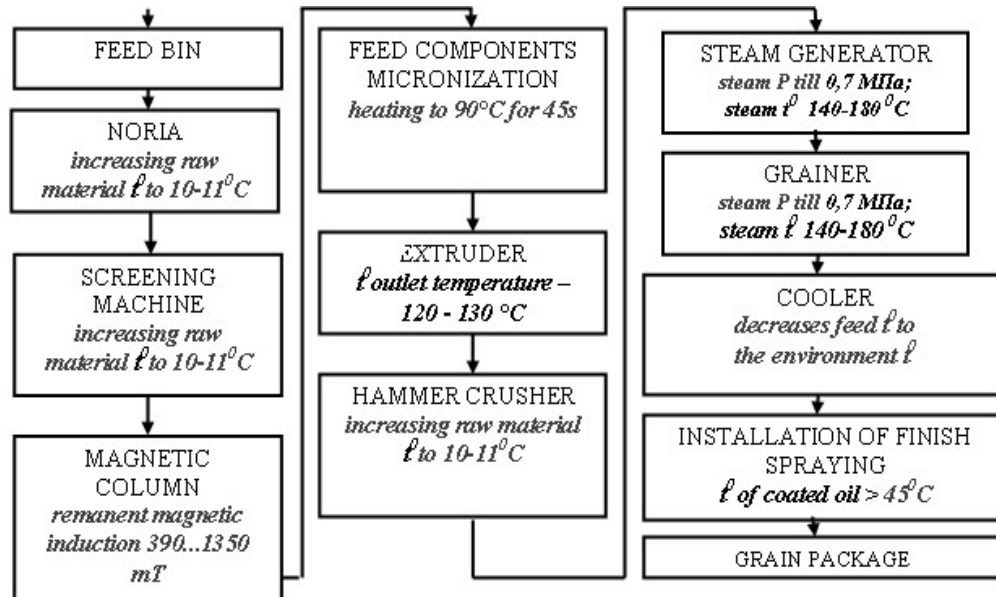 FEED BIN
NORIA
increasing raw
material ℓ to 10-11⁰C
SCREENING
MACHINE
increasing raw
material ℓ to 10-11⁰C
MAGNETIC
COLUMN
remanent magnetic
induction 390...1350
mT
FEED COMPONENTS
MICRONIZATION
heating to 90°C for 45s
EXTRUDER
ℓ outlet temperature –
120 - 130 °C
HAMMER CRUSHER
increasing raw material
ℓ to 10-11⁰C
STEAM GENERATOR
steam P till 0,7 МПа;
steam t⁰ 140-180 ⁰C
GRAINER
steam P till 0,7 МПа;
steam ℓ 140-180 ⁰C
COOLER
decreases feed ℓ to
the environment ℓ
INSTALLATION OF FINISH
SPRAYING
ℓ of coated oil > 45⁰C
GRAIN PACKAGE